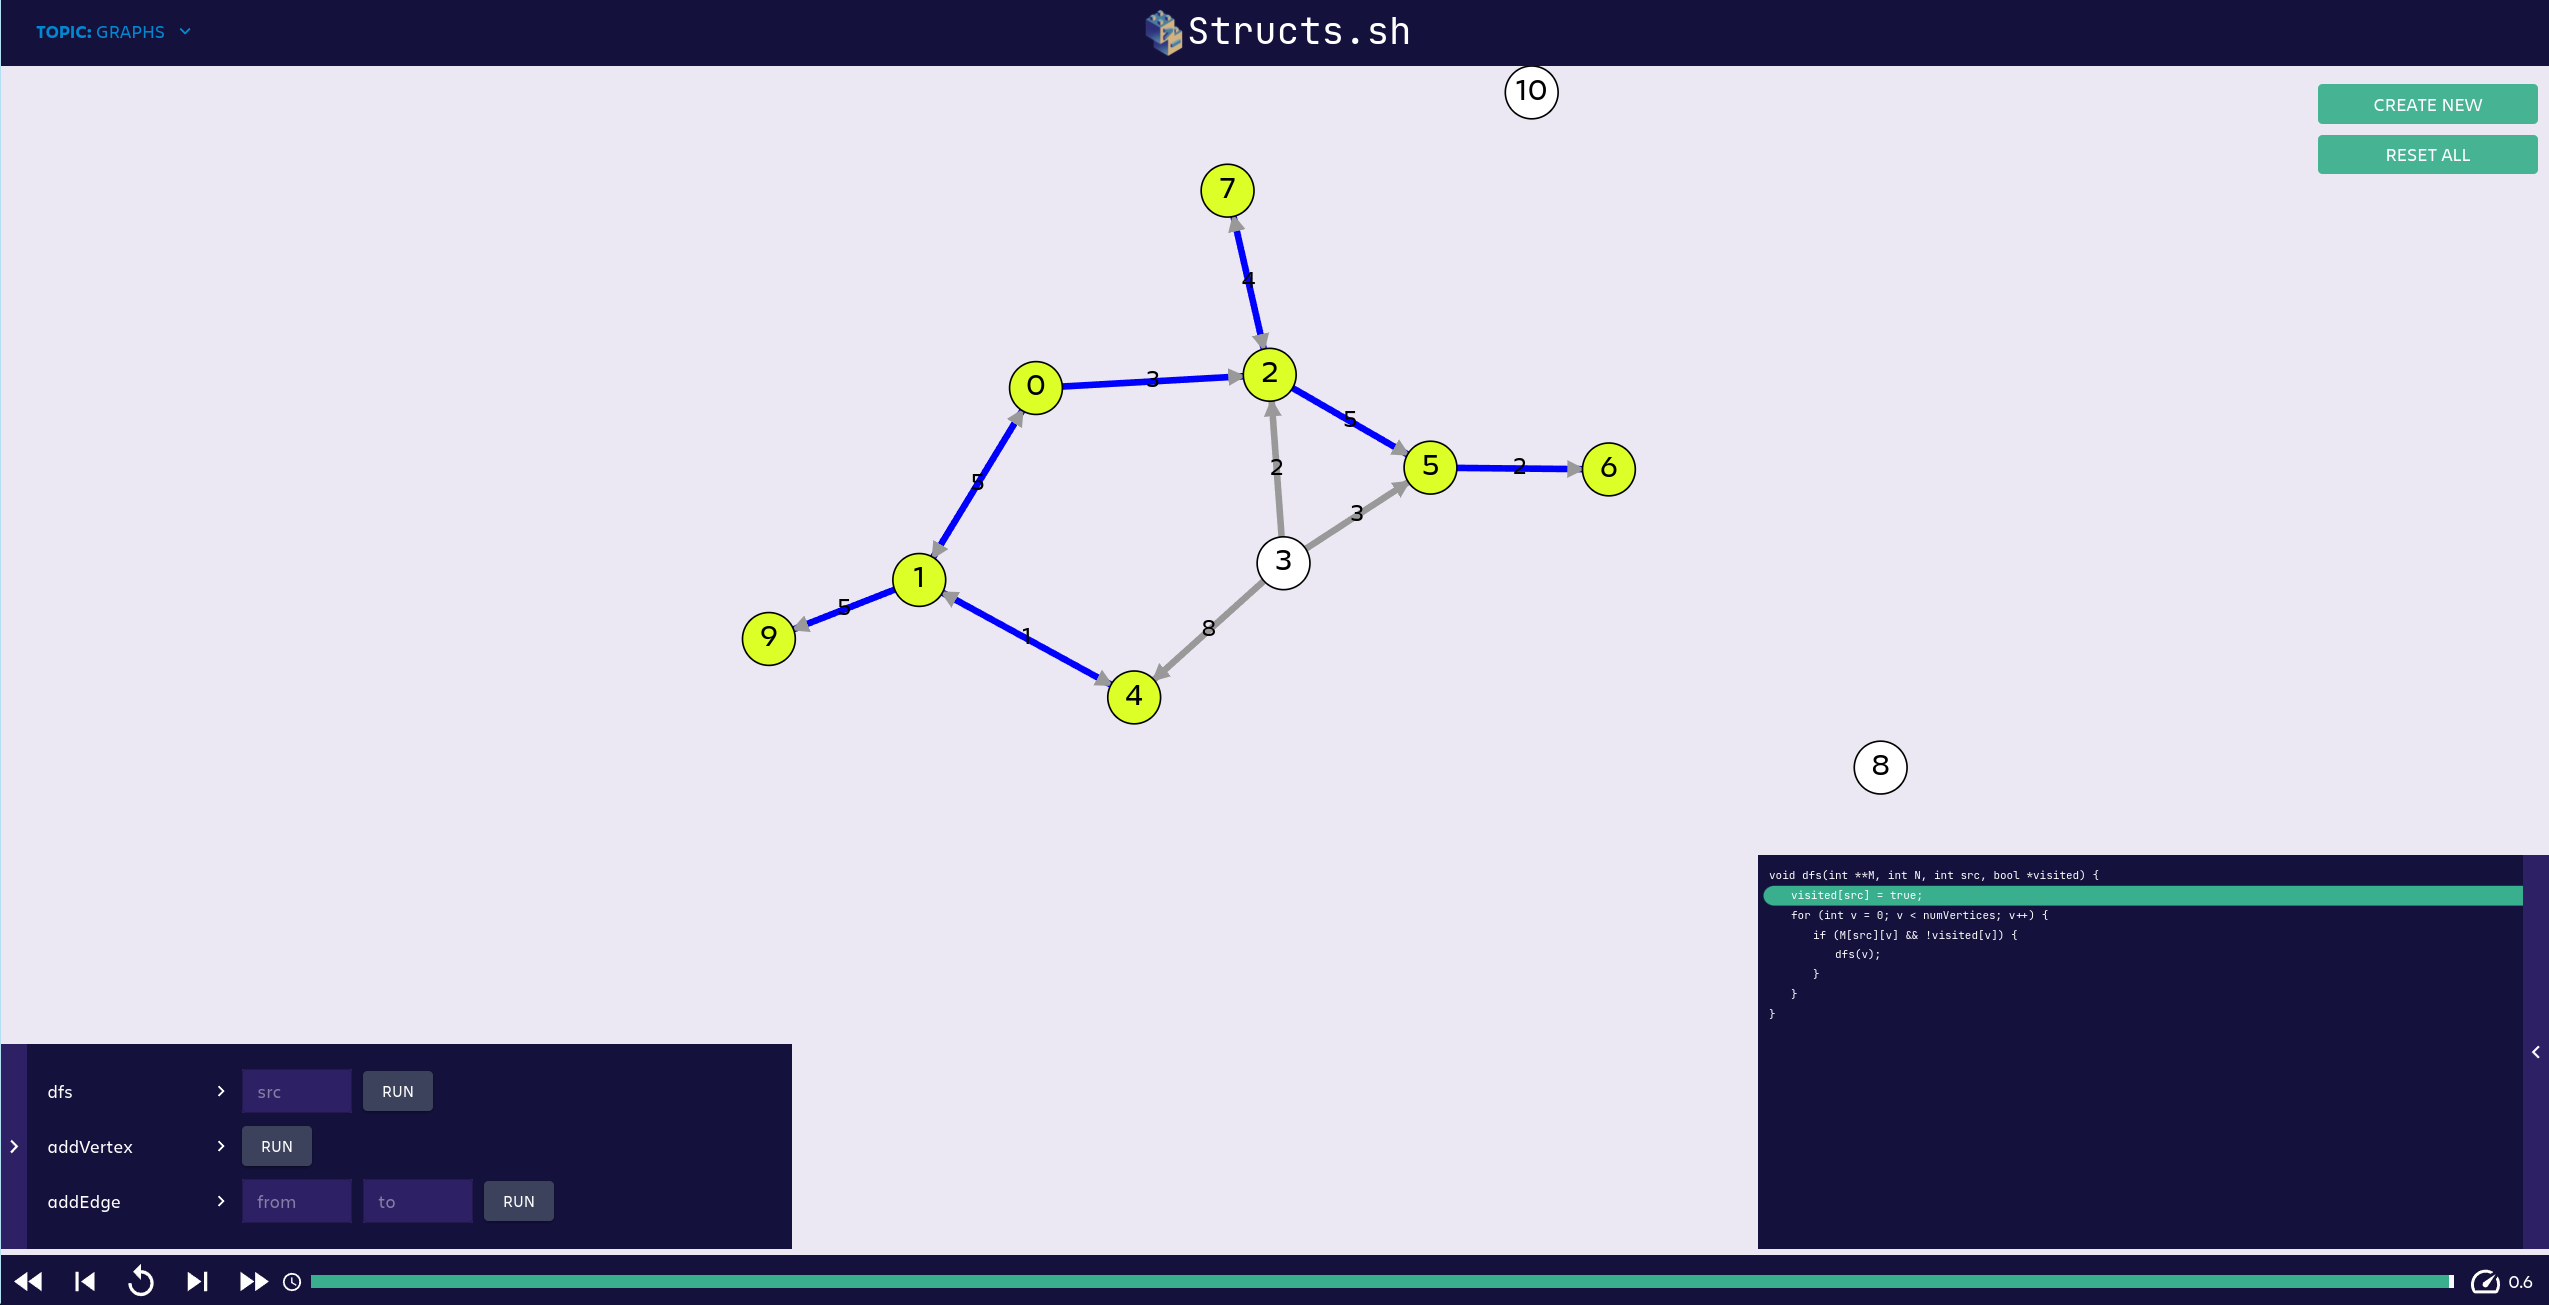 TOPIC: GRAPHS
Structs.sh
CREATE NEW
RESET ALL
10
7
4
0
3
2
5
5
2
5
2
6
3
3
1
5
9
1
8
4
8
void dfs(int **M, int N, int src, bool *visited) {
visited[src] = true;
for (int v = 0; v < numVertices; v++) {
if (M[src][v] && !visited[v]) {
dfs(v);
}
}
}
dfs
src
RUN
addVertex
RUN
addEdge
from
to
RUN
0.6